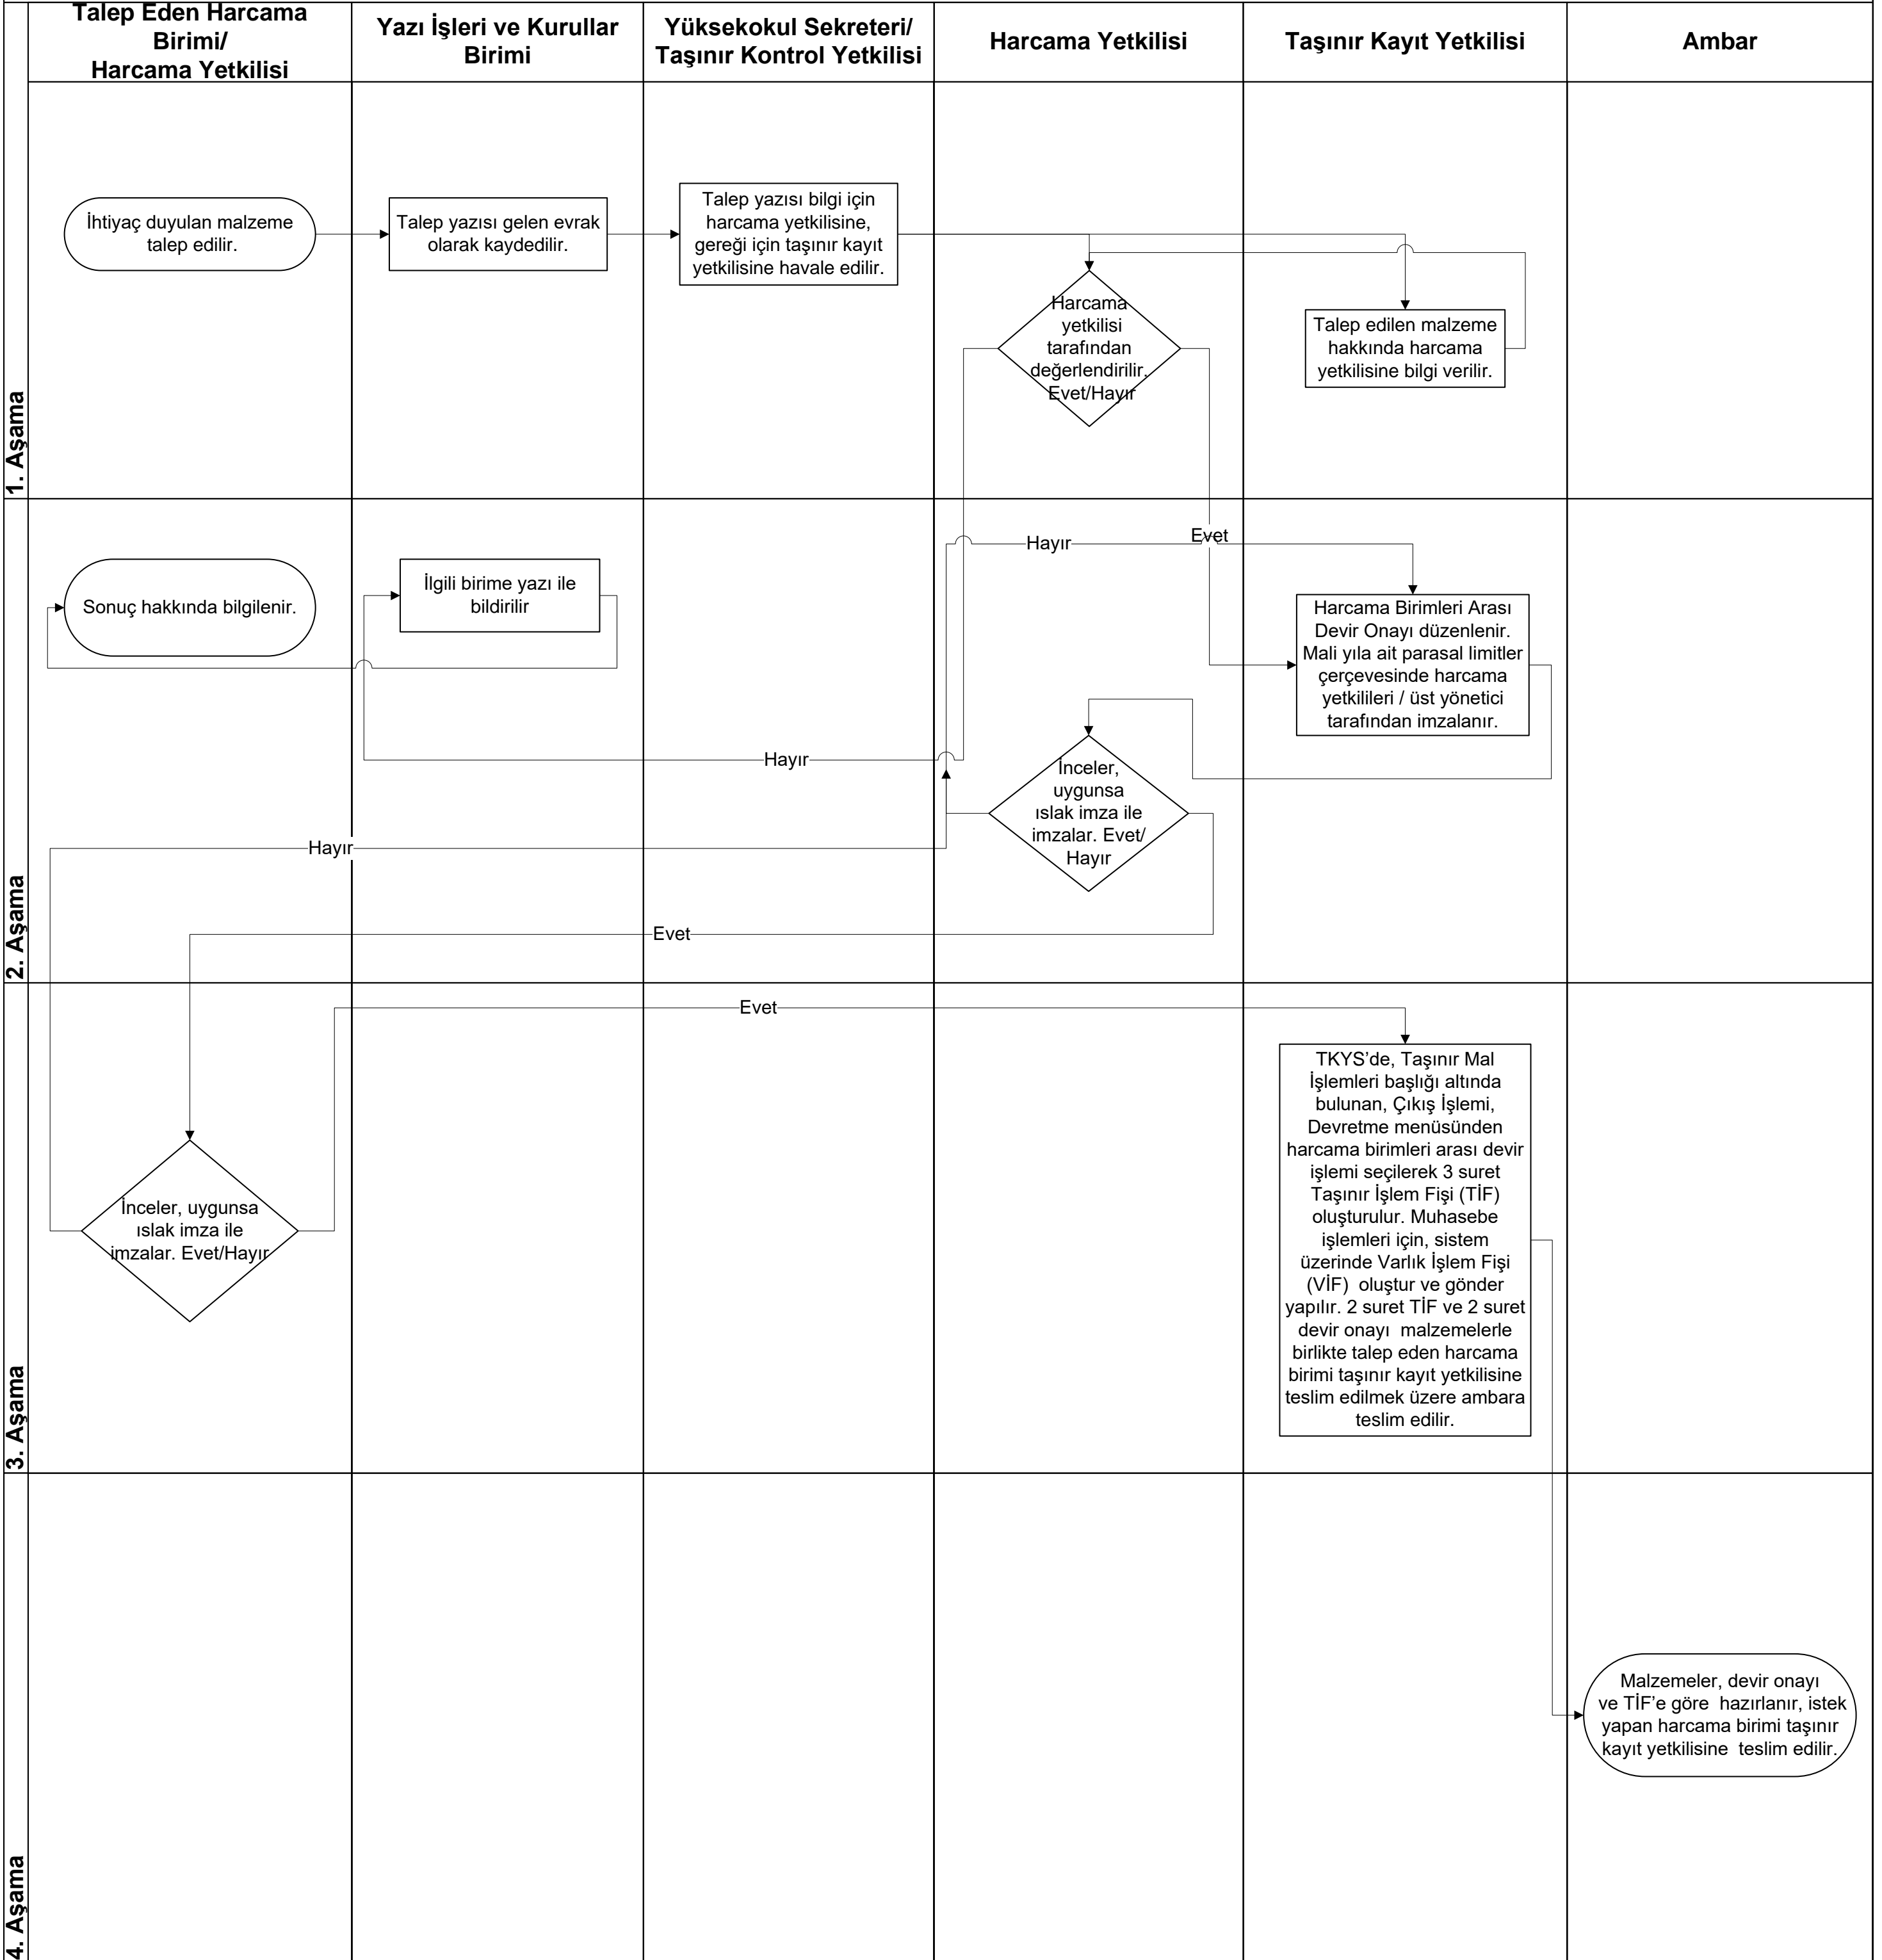 Talep Eden Harcama
Birimi/
Harcama Yetkilisi
Yazı İşleri ve Kurullar
Birimi
Yüksekokul Sekreteri/
Taşınır Kontrol Yetkilisi
Harcama Yetkilisi
Taşınır Kayıt Yetkilisi
Ambar
1. Aşama
İhtiyaç duyulan malzeme
talep edilir.
Talep yazısı gelen evrak
olarak kaydedilir.
Talep yazısı bilgi için
harcama yetkilisine,
gereği için taşınır kayıt
yetkilisine havale edilir.
Harcama
yetkilisi
tarafından
değerlendirilir.
Evet/Hayır
Talep edilen malzeme
hakkında harcama
yetkilisine bilgi verilir.
2. Aşama
Sonuç hakkında bilgilenir.
İlgili birime yazı ile
bildirilir
Hayır
Evet
Harcama Birimleri Arası
Devir Onayı düzenlenir.
Mali yıla ait parasal limitler
çerçevesinde harcama
yetkilileri / üst yönetici
tarafından imzalanır.
Hayır
İnceler,
uygunsa
ıslak imza ile
imzalar. Evet/
Hayır
Hayır
Evet
3. Aşama
Evet
İnceler, uygunsa
ıslak imza ile
imzalar. Evet/Hayır
TKYS’de, Taşınır Mal
İşlemleri başlığı altında
bulunan, Çıkış İşlemi,
Devretme menüsünden
harcama birimleri arası devir
işlemi seçilerek 3 suret
Taşınır İşlem Fişi (TİF)
oluşturulur. Muhasebe
işlemleri için, sistem
üzerinde Varlık İşlem Fişi
(VİF) oluştur ve gönder
yapılır. 2 suret TİF ve 2 suret
devir onayı malzemelerle
birlikte talep eden harcama
birimi taşınır kayıt yetkilisine
teslim edilmek üzere ambara
teslim edilir.
4. Aşama
Malzemeler, devir onayı
ve TİF’e göre hazırlanır, istek
yapan harcama birimi taşınır
kayıt yetkilisine teslim edilir.